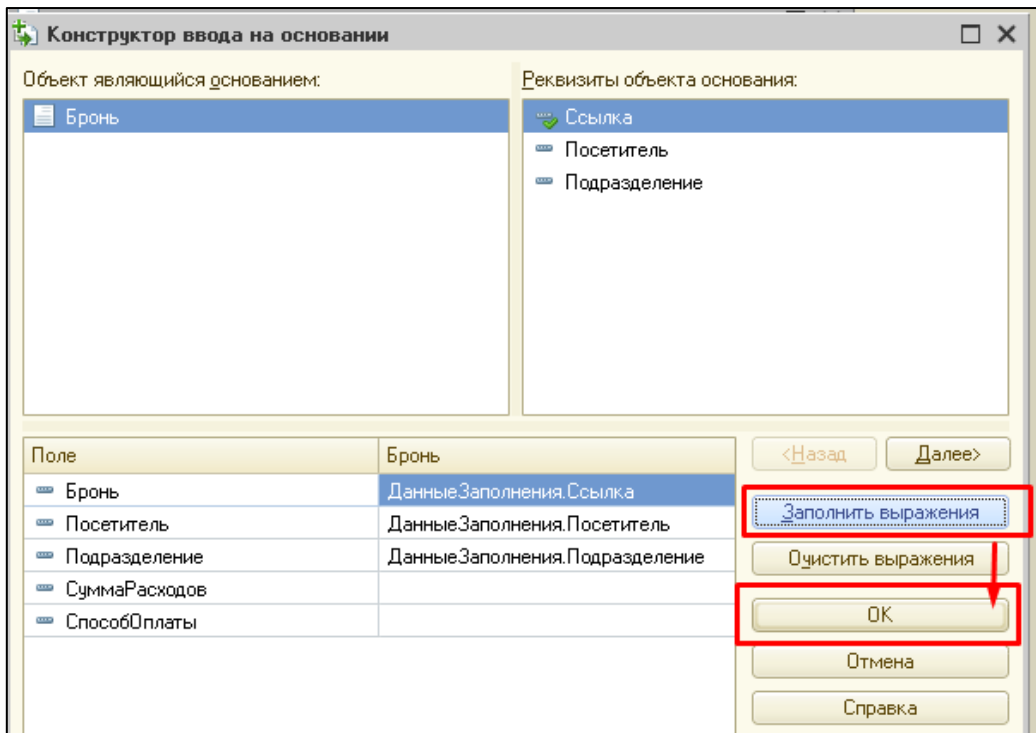 Конструктор ввода на основании
Объект являющийся основанием:
Реквизиты объекта основания:
Бронь
Ссылка
Посетитель
Подразделение
Поле
Бронь
<Назад
Далее>
Бронь
ДанныеЗаполнения.Ссылка
Заполнить выражения
Посетитель
ДанныеЗаполнения.Посетитель
Подразделение
ДанныеЗаполнения.Подразделение
Очистить выражения
СуммаРасходов
СпособОплаты
OK
Отмена
Справка